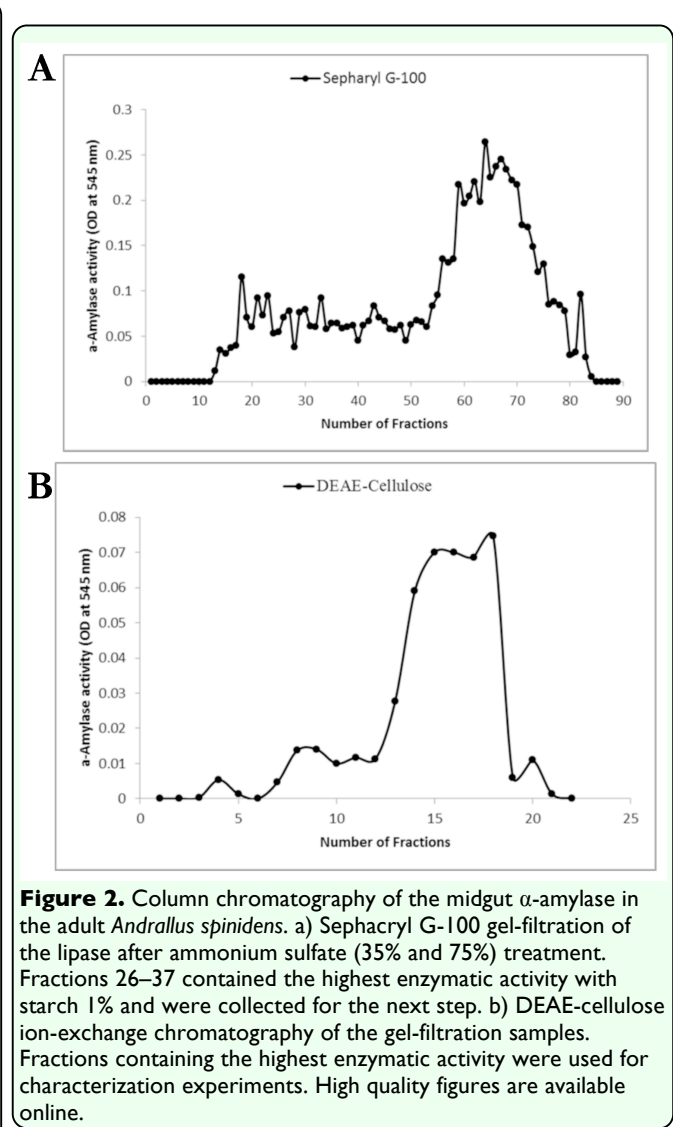 A
Sepharyl G-100
0.3
0.25
0.2
0.15
0.1
0.05
0
a-Amylase activity (OD at 545 nm)
0 10 20 30 40 50 60 70 80 90
Number of Fractions
B
DEAE-Cellulose
0.08
0.07
0.06
0.05
0.04
0.03
0.02
0.01
0
a-Amylase activity (OD at 545 nm)
0 5 10 15 20 25
Number of Fractions
Figure 2. Column chromatography of the midgut α-amylase in
the adult Andrallus spinidens. a) Sephacryl G-100 gel-filtration of
the lipase after ammonium sulfate (35% and 75%) treatment.
Fractions 26–37 contained the highest enzymatic activity with
starch 1% and were collected for the next step. b) DEAE-cellulose
ion-exchange chromatography of the gel-filtration samples.
Fractions containing the highest enzymatic activity were used for
characterization experiments. High quality figures are available
online.